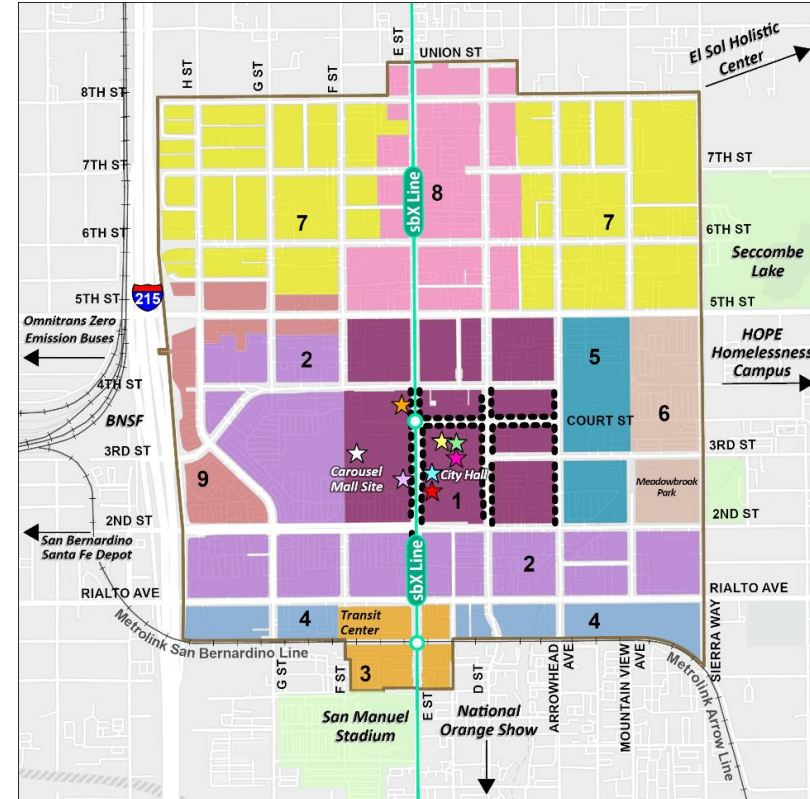 E ST
UNION ST
El Sol Holistic
Center
H ST
G ST
F ST
8TH ST
7TH ST
7TH ST
sbX Line
8
7
7
6TH ST
6TH ST
Seccombe
Lake
5TH ST
215
5TH ST
Omnitrans Zero
Emission Buses
HOPE
Homelessness
Campus
2
5
4TH ST
6
BNSF
COURT ST
3RD ST
3RD ST
Carousel
Mall Site
City Hall
9
1
Meadowbrook
Park
2ND ST
2ND ST
San Bernardino
Santa Fe Depot
sbX Line
2
RIALTO AVE
RIALTO AVE
4
Transit
Center
4
Metrolink San Bernardino Line
3
G ST
F ST
E ST
D ST
ARROWHEAD
AVE
MOUNTAIN VIEW
AVE
SIERRA WAY
Metrolink Arrow Line
San Manuel
Stadium
National
Orange Show